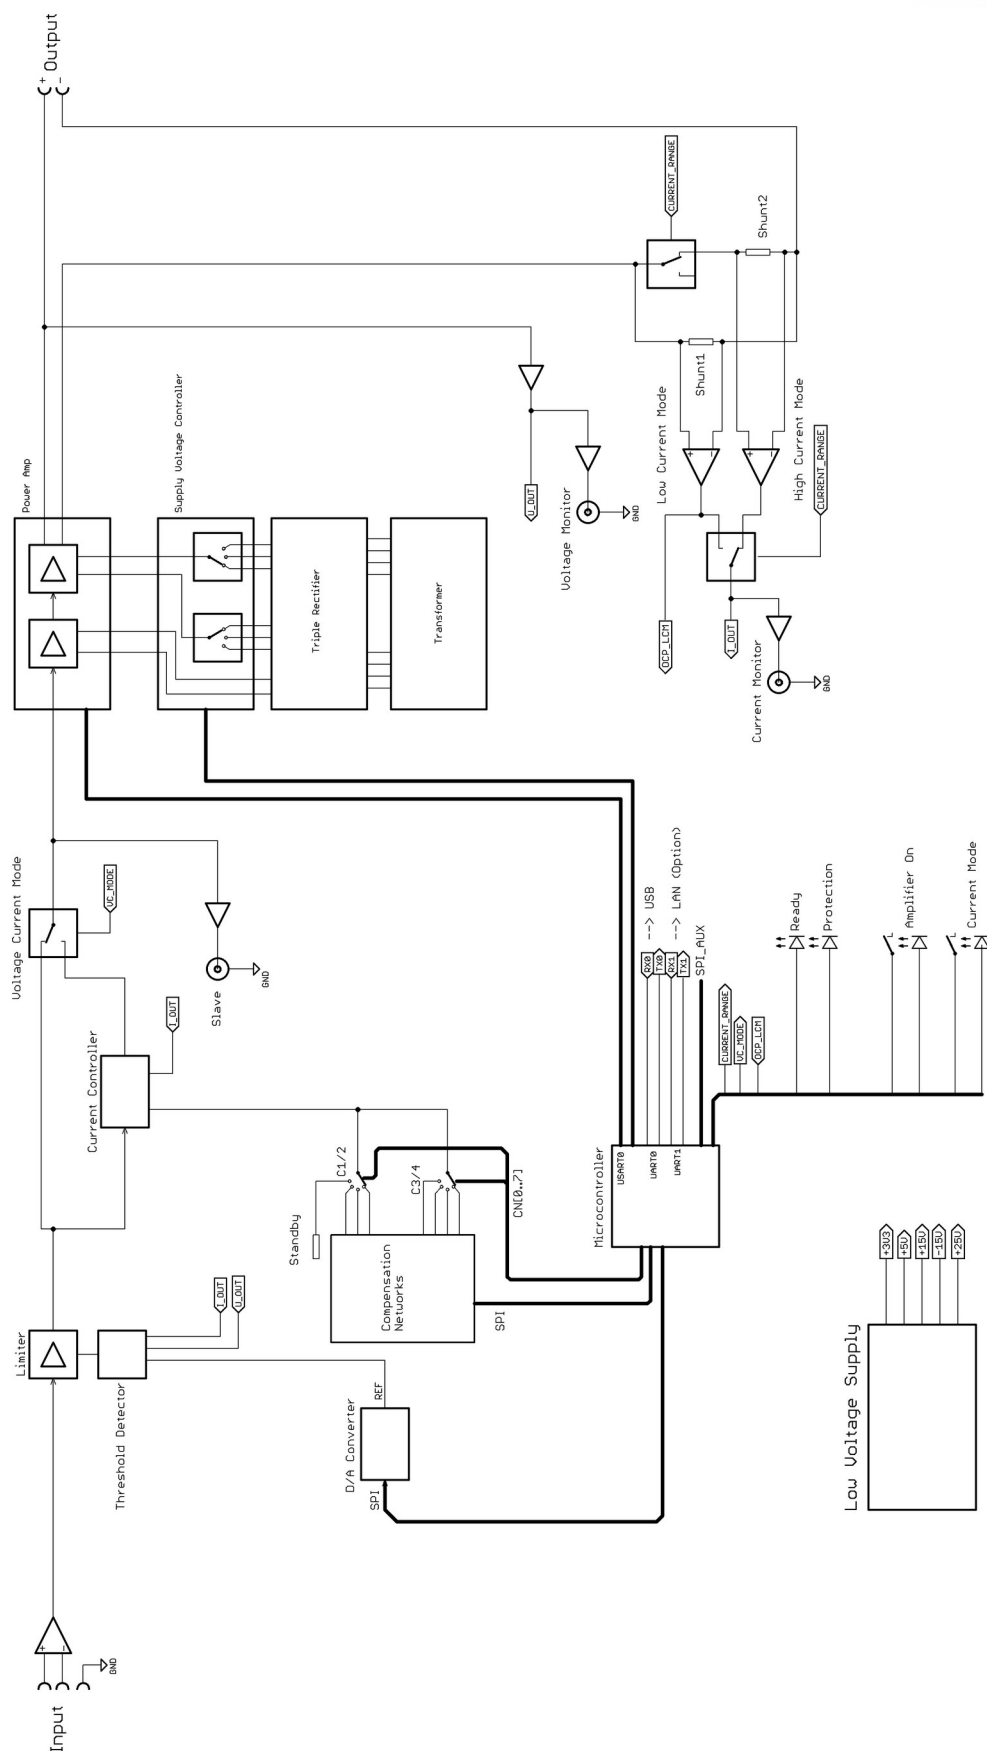 Input
+
-
GND
Limiter
Threshold Detector
I_OUT
U_OUT
D/A Converter
REF
SPI
Standby
C1/2
C3/4
Compensation
Networks
SPI
CN[0..7]
Current Controller
I_OUT
Voltage Current Mode
VC_MODE
Slave
GND
Power Amp
Supply Voltage Controller
Triple Rectifier
Transformer
+ Output
-
U_OUT
Voltage Monitor
GND
CURRENT_RANGE
Shunt2
Shunt1
Low Current Mode
+
-
+
-
High Current Mode
CURRENT_RANGE
OCP_LCM
I_OUT
Current Monitor
GND
Microcontroller
USART0
UART0
UART1
RX0
TX0
--> USB
RX1
TX1
--> LAN (Option)
SPI_AUX
CURRENT_RANGE
VC_MODE
OCP_LCM
Ready
Protection
Amplifier On
Current Mode
Low Voltage Supply
+3V3
+5V
+15V
-15V
+25V